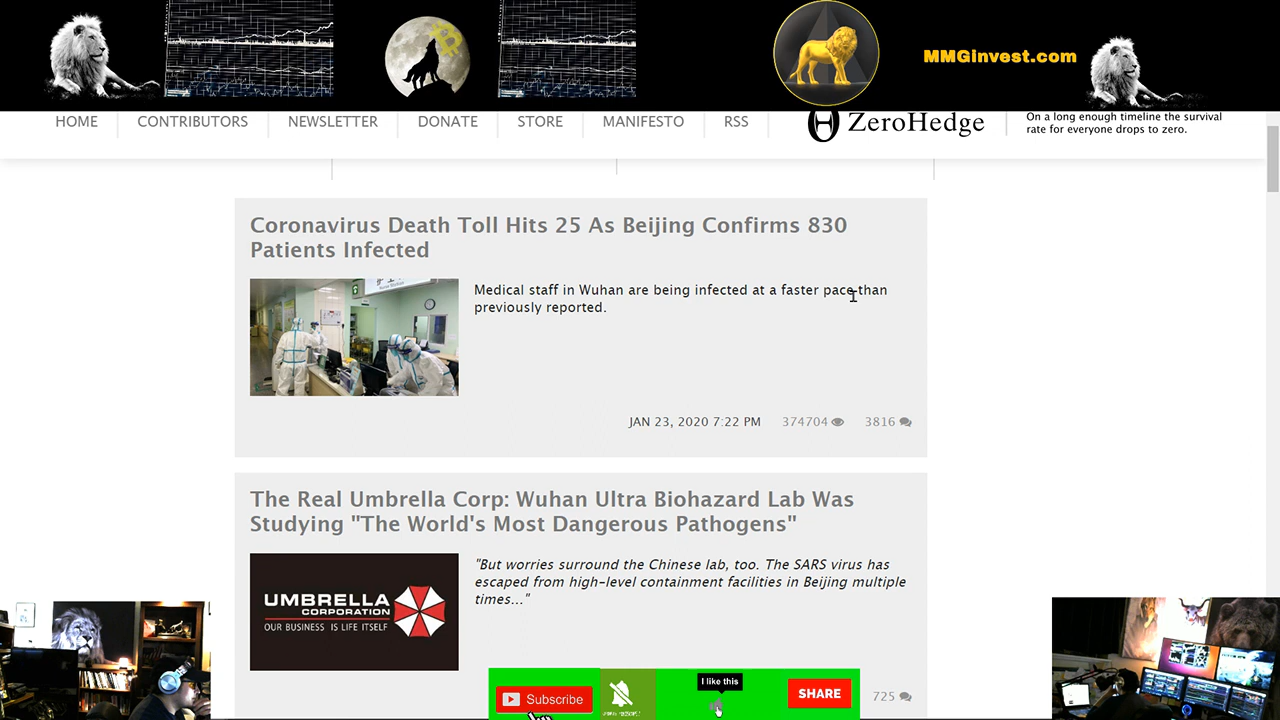 MMGinvest.com
HOME
CONTRIBUTORS
NEWSLETTER
DONATE
STORE
MANIFESTO
RSS
ZeroHedge
On a long enough timeline the survival
rate for everyone drops to zero.
Coronavirus Death Toll Hits 25 As Beijing Confirms 830
Patients Infected
Medical staff in Wuhan are being infected at a faster pace than
previously reported.
JAN 23, 2020 7:22 PM
374704
3816
The Real Umbrella Corp: Wuhan Ultra Biohazard Lab Was
Studying "The World's Most Dangerous Pathogens"
"But worries surround the Chinese lab, too. The SARS virus has
escaped from high-level containment facilities in Beijing multiple
times..."
UMBRELLA
CORPORATION
OUR BUSINESS IS LIFE ITSELF
725
I like this
Subscribe
SHARE